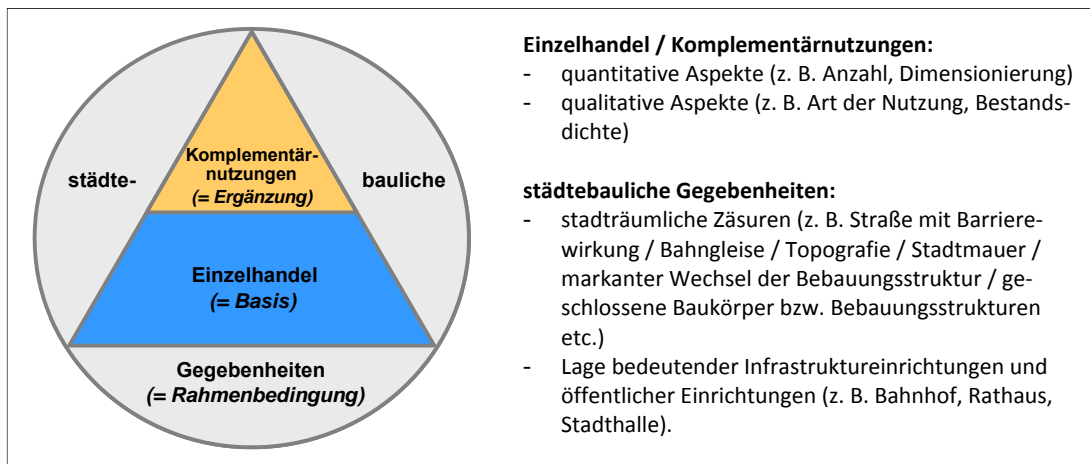 städte-
Komplementär-
nutzungen
(= Ergänzung)
bauliche
Einzelhandel
(= Basis)
Gegebenheiten
(= Rahmenbedingung)
Einzelhandel / Komplementärnutzungen:
- quantitative Aspekte (z. B. Anzahl, Dimensionierung)
- qualitative Aspekte (z. B. Art der Nutzung, Bestands-
dichte)
städtebauliche Gegebenheiten:
- stadträumliche Zäsuren (z. B. Straße mit Barriere-
wirkung / Bahngleise / Topografie / Stadtmauer /
markanter Wechsel der Bebauungsstruktur / ge-
schlossene Baukörper bzw. Bebauungsstrukturen
etc.)
- Lage bedeutender Infrastruktureinrichtungen und
öffentlicher Einrichtungen (z. B. Bahnhof, Rathaus,
Stadthalle).